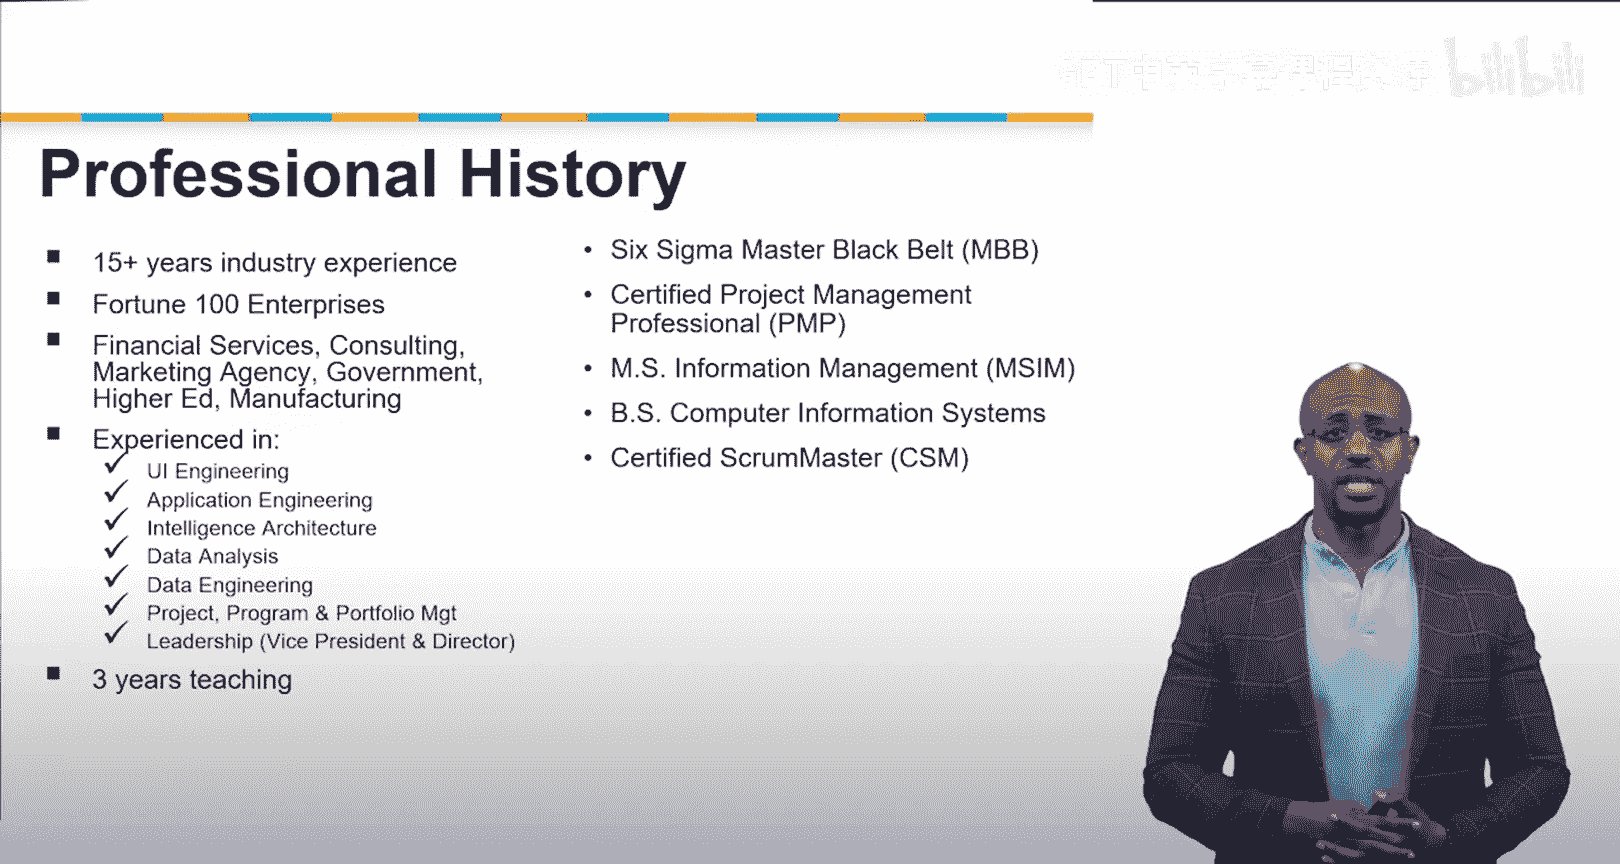 bilibili
Professional History
15+ years industry experience
Fortune 100 Enterprises
Financial Services, Consulting,
Marketing Agency, Government,
Higher Ed, Manufacturing
Experienced in:
UI Engineering
Application Engineering
Intelligence Architecture
Data Analysis
Data Engineering
Project, Program & Portfolio Mgt
Leadership (Vice President & Director)
3 years teaching
Six Sigma Master Black Belt (MBB)
Certified Project Management
Professional (PMP)
M.S. Information Management (MSIM)
B.S. Computer Information Systems
Certified ScrumMaster (CSM)